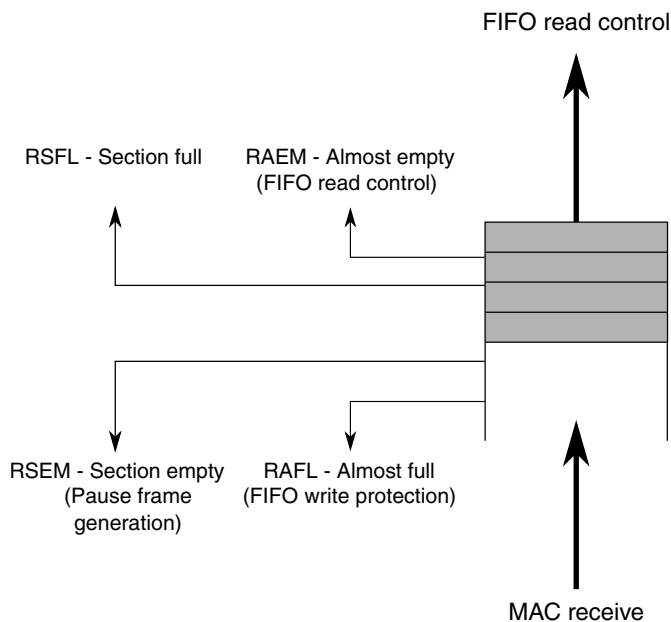 FIFO read control
RSFL - Section full
RAEM - Almost empty
(FIFO read control)
RSEM - Section empty
(Pause frame
generation)
RAFL - Almost full
(FIFO write protection)
MAC receive